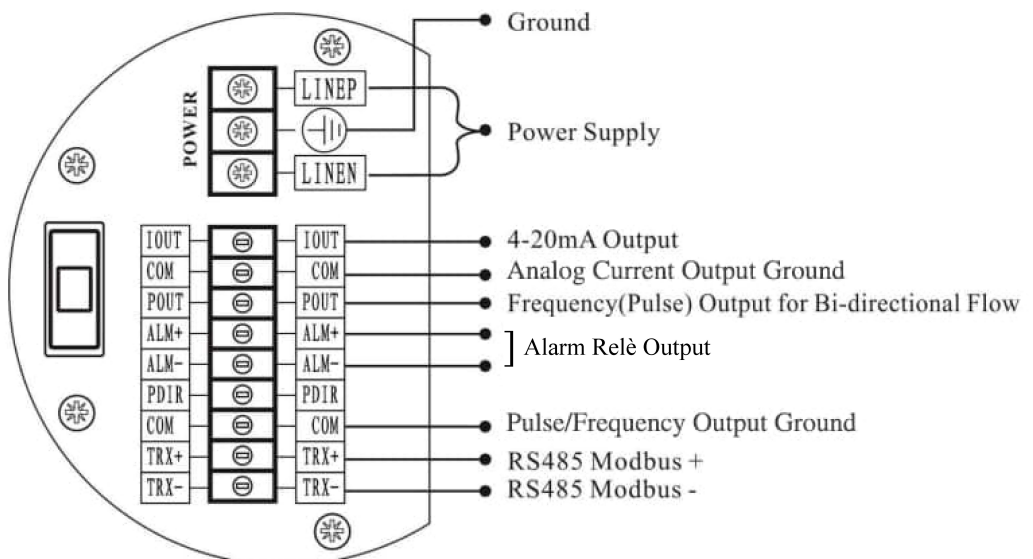 Ground
POWER
LINEP
LINEN
Power Supply
IOUT IOUT 4-20mA Output
COM COM Analog Current Output Ground
POUT POUT Frequency(Pulse) Output for Bi-directional Flow
ALM+ ALM+
Alarm Relè Output
ALM- ALM-
PDIR PDIR
COM COM Pulse/Frequency Output Ground
TRX+ TRX+ RS485 Modbus +
TRX- TRX- RS485 Modbus -